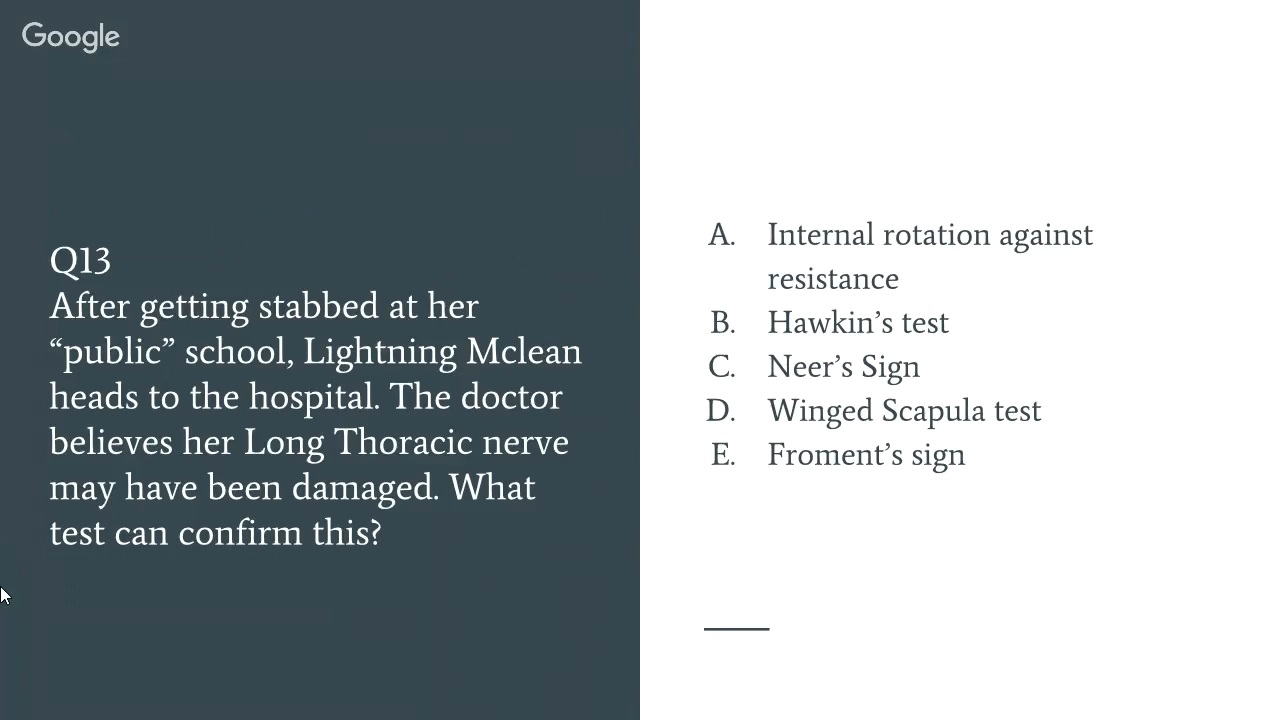 Google
Q13
After getting stabbed at her
“public” school, Lightning Mclean
heads to the hospital. The doctor
believes her Long Thoracic nerve
may have been damaged. What
test can confirm this?
A. Internal rotation against
resistance
B. Hawkin’s test
C. Neer’s Sign
D. Winged Scapula test
E. Froment’s sign